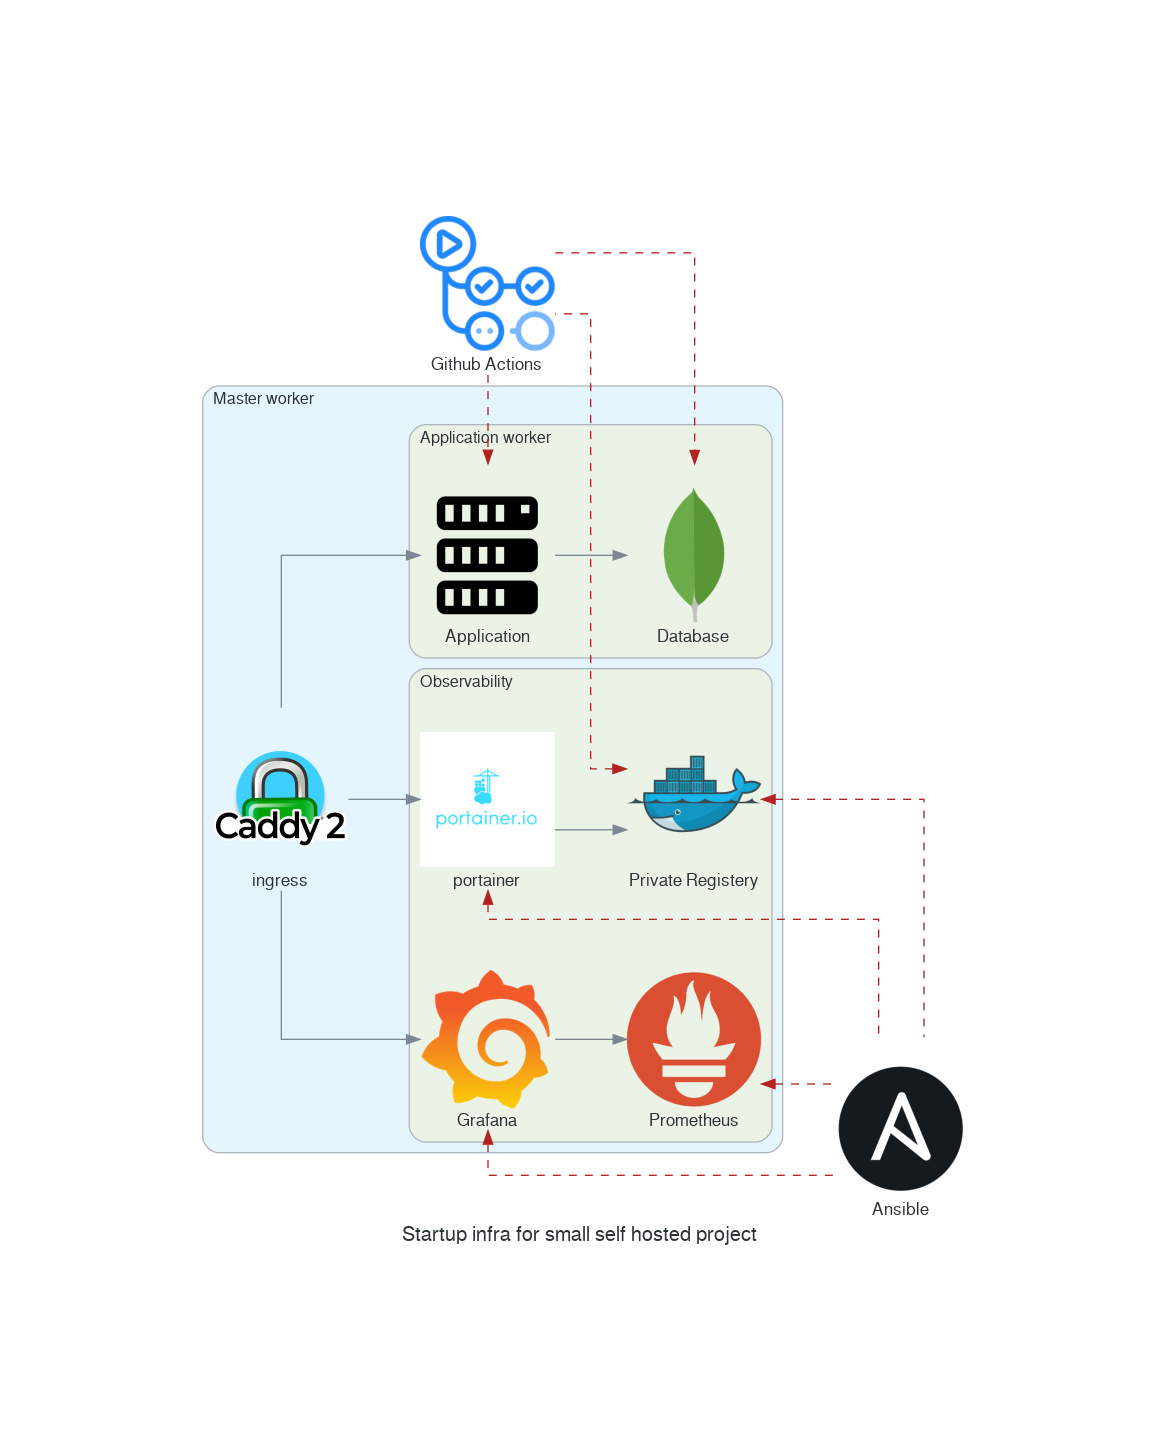 Github Actions
Master worker
Application worker
Application
Database
Observability
portainer.io
Caddy 2
ingress
portainer
Private Registery
Grafana
Prometheus
Ansible
Startup infra for small self hosted project